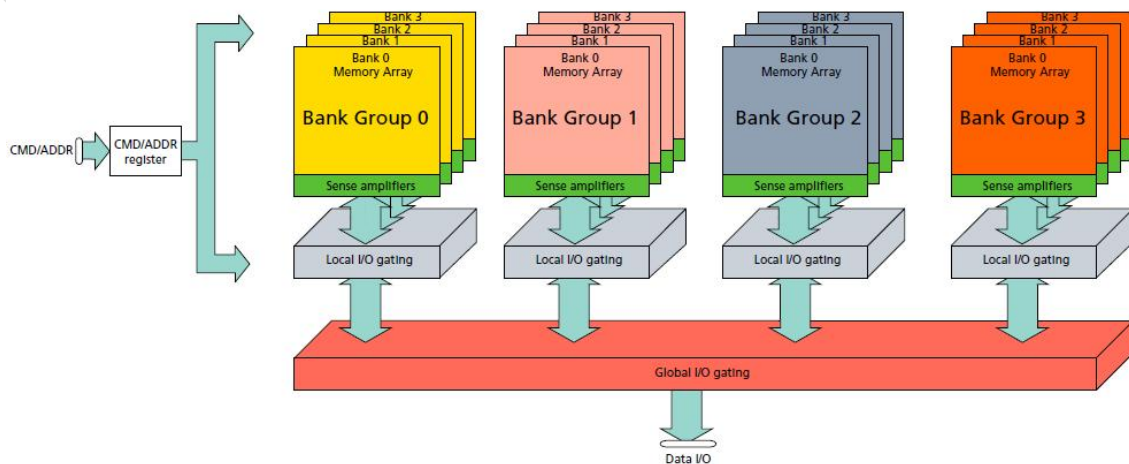 Bank 3
Bank 2
Bank 1
Bank 0
Memory Array
Bank Group 0
Sense amplifiers
Local I/O gating
Bank 3
Bank 2
Bank 1
Bank 0
Memory Array
Bank Group 1
Sense amplifiers
Local I/O gating
Bank 3
Bank 2
Bank 1
Bank 0
Memory Array
Bank Group 2
Sense amplifiers
Local I/O gating
Bank 3
Bank 2
Bank 1
Bank 0
Memory Array
Bank Group 3
Sense amplifiers
Local I/O gating
CMD/ADDR
CMD/ADDR
register
Global I/O gating
Data I/O